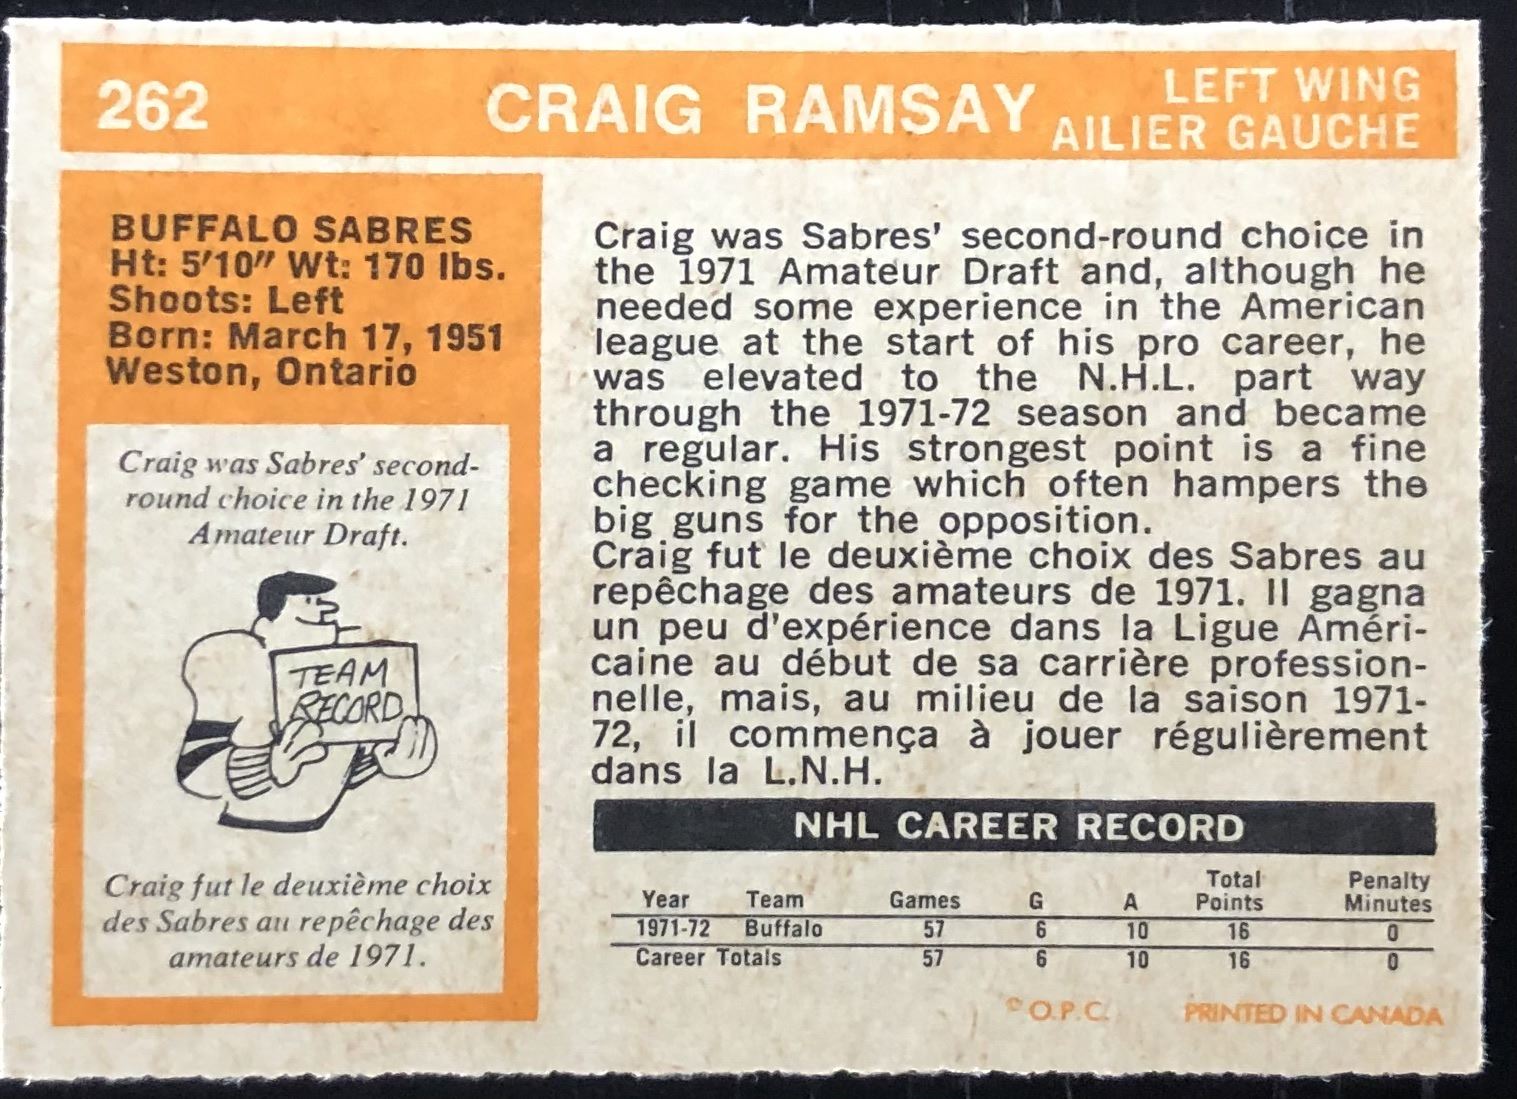 262
CRAIG RAMSAY
LEFT WING
AILIER GAUCHE
BUFFALO SABRES
Ht: 5'10" Wt: 170 lbs.
Shoots: Left
Born: March 17, 1951
Weston, Ontario
Craig was Sabres' second-
round choice in the 1971
Amateur Draft.
TEAM
RECORD
Craig fut le deuxième choix
des Sabres au repêchage des
amateurs de 1971.
Craig was Sabres' second-round choice in
the 1971 Amateur Draft and, although he
needed some experience in the American
league at the start of his pro career, he
was elevated to the N.H.L. part way
through the 1971-72 season and became
a regular. His strongest point is a fine
checking game which often hampers the
big guns for the opposition.
Craig fut le deuxième choix des Sabres au
repêchage des amateurs de 1971. Il gagna
un peu d'expérience dans la Ligue Améri-
caine au début de sa carrière profession-
nelle, mais, au milieu de la saison 1971-
72, il commença à jouer régulièrement
dans la L.N.H.
NHL CAREER RECORD
Year Team Games G A Total Points Penalty Minutes
1971-72 Buffalo 57 6 10 16 0
Career Totals 57 6 10 16 0
© O.P.C. PRINTED IN CANADA